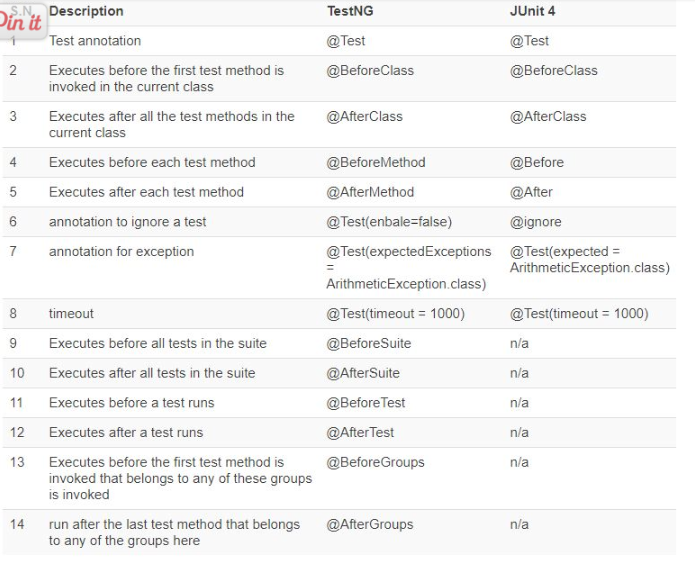 S.N. Description TestNG JUnit 4
Pin it
1 Test annotation @Test @Test
2 Executes before the first test method is @BeforeClass @BeforeClass
invoked in the current class
3 Executes after all the test methods in the @AfterClass @AfterClass
current class
4 Executes before each test method @BeforeMethod @Before
5 Executes after each test method @AfterMethod @After
6 annotation to ignore a test @Test(enbale=false) @ignore
7 annotation for exception @Test(expectedExceptions @Test(expected =
= ArithmeticException.class)
ArithmeticException.class)
8 timeout @Test(timeout = 1000) @Test(timeout = 1000)
9 Executes before all tests in the suite @BeforeSuite n/a
10 Executes after all tests in the suite @AfterSuite n/a
11 Executes before a test runs @BeforeTest n/a
12 Executes after a test runs @AfterTest n/a
13 Executes before the first test method is @BeforeGroups n/a
invoked that belongs to any of these groups
is invoked
14 run after the last test method that belongs @AfterGroups n/a
to any of the groups here